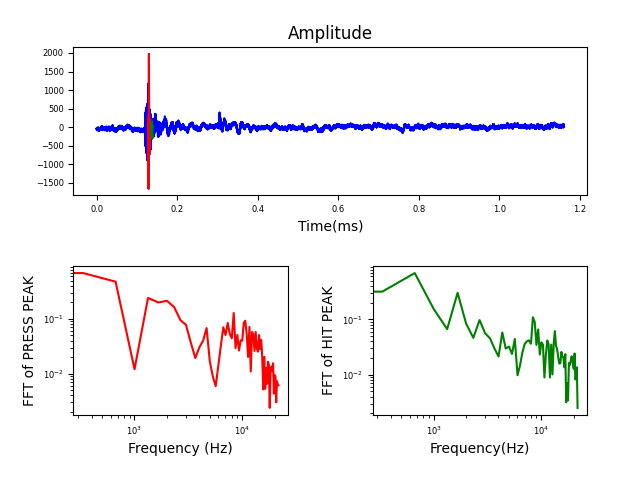 Amplitude
2000
1500
1000
500
0
−500
−1000
−1500
0.0 0.2 0.4 0.6 0.8 1.0 1.2
Time(ms)
FFT of PRESS PEAK
10⁻¹
10⁻²
10³ 10⁴
Frequency (Hz)
FFT of HIT PEAK
10⁻¹
10⁻²
10³ 10⁴
Frequency(Hz)